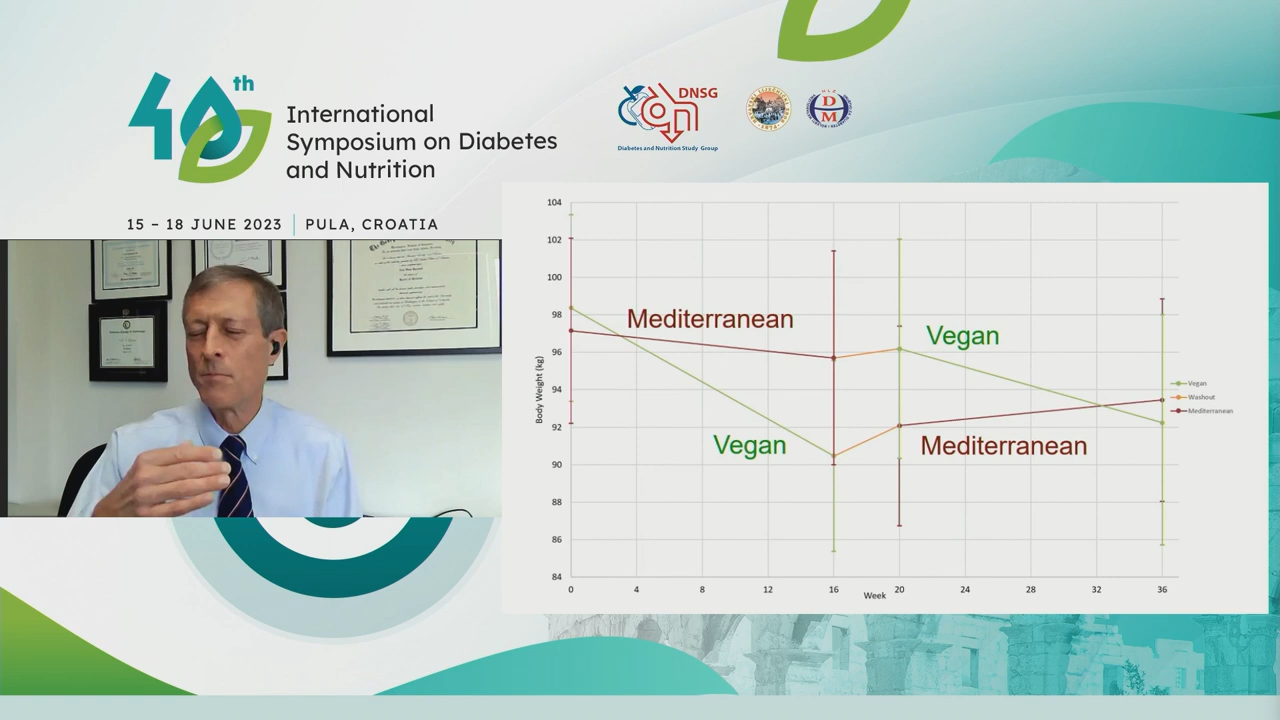 40th
International
Symposium on Diabetes
and Nutrition
15 – 18 JUNE 2023
PULA, CROATIA
DNSG
Diabetes and Nutrition Study Group
DM
104
102
100
98
96
94
92
90
88
86
84
Body Weight (kg)
Mediterranean
Vegan
Vegan
Mediterranean
Vegan
Washout
Mediterranean
0
4
8
12
16
20
24
28
32
36
Week